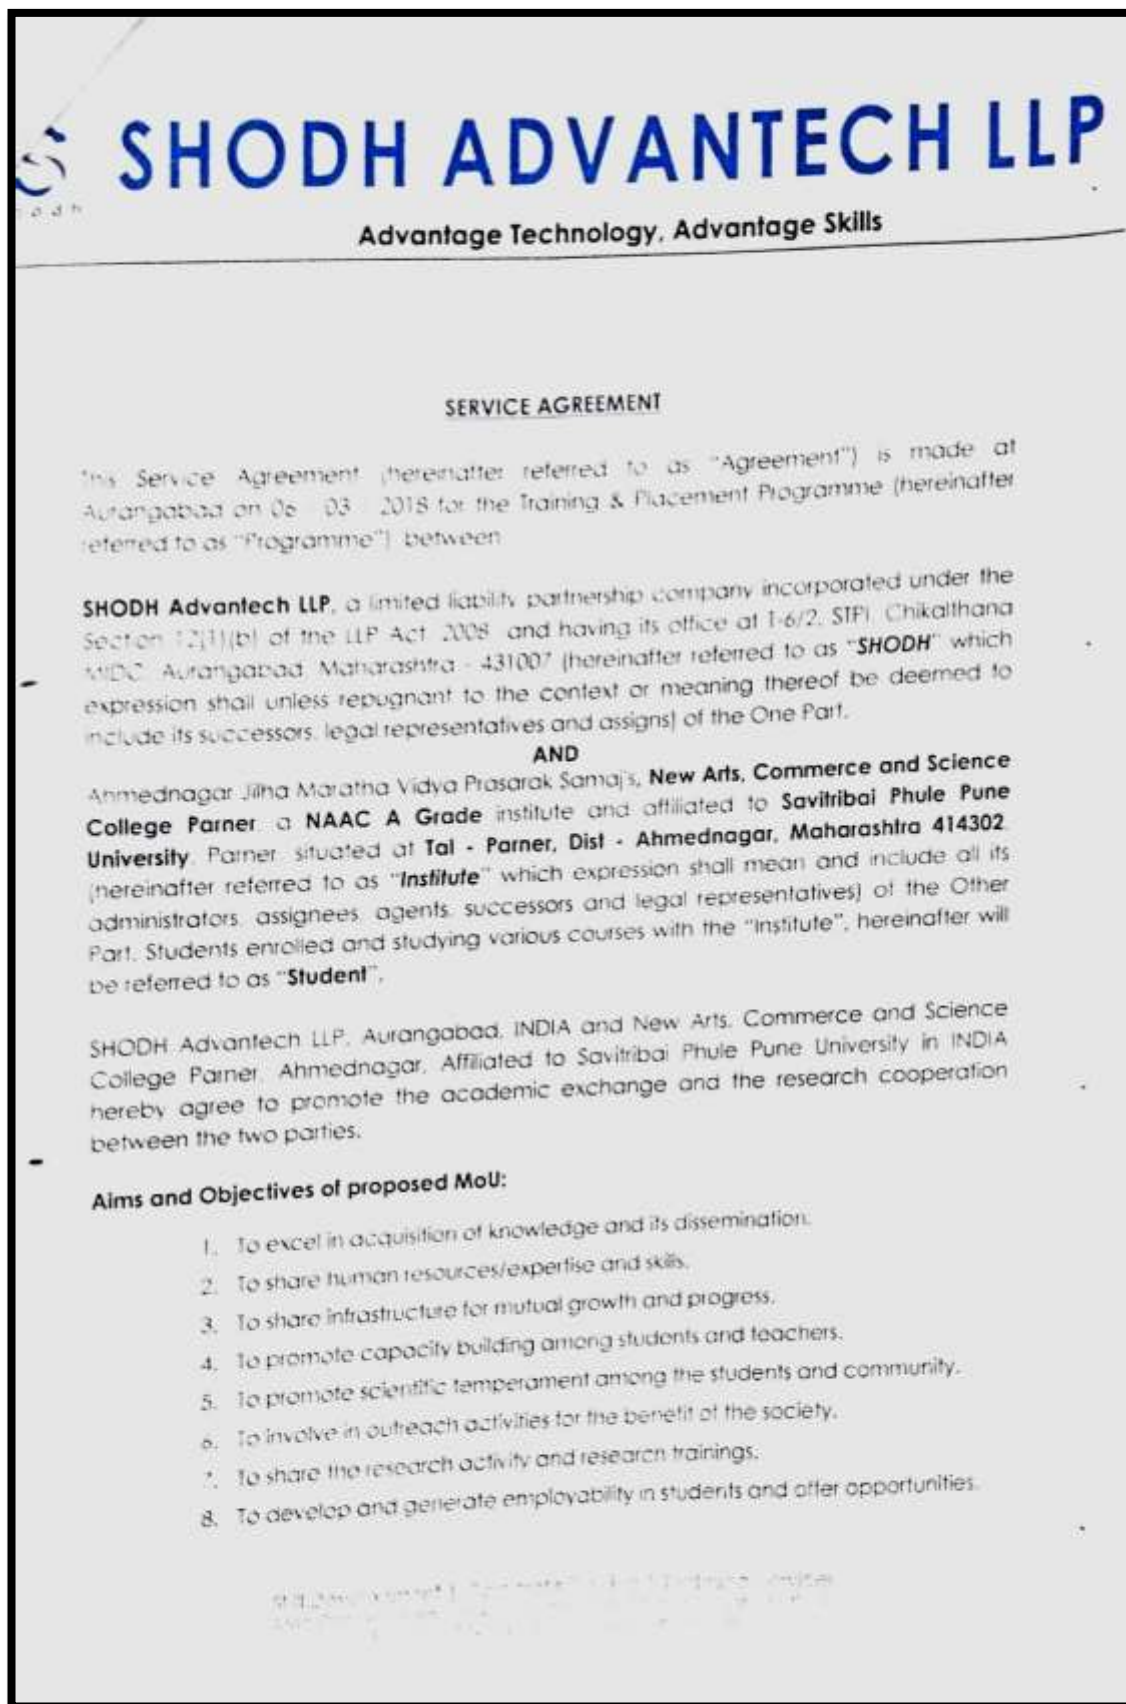 SHODH ADVANTECH LLP
Advantage Technology, Advantage Skills
SERVICE AGREEMENT
This Service Agreement (hereinafter referred to as "Agreement") is made at
Aurangabad on 06 - 03 - 2018 for the Training & Placement Programme (hereinafter
referred to as "Programme") between
SHODH Advantech LLP, a limited liability partnership company incorporated under the
Section 12(1)(b) of the LLP Act 2008 and having its office at T-6/2, STPI, Chikalthana
MIDC, Aurangabad, Maharashtra - 431007 (hereinafter referred to as "SHODH" which
expression shall unless repugnant to the context or meaning thereof be deemed to
include its successors, legal representatives and assigns) of the One Part.
AND
Ahmednagar Jilha Maratha Vidya Prasarak Samaj's, New Arts, Commerce and Science
College Parner, a NAAC A Grade institute and affiliated to Savitribai Phule Pune
University, Parner, situated at Tal - Parner, Dist - Ahmednagar, Maharashtra 414302
(hereinafter referred to as "Institute" which expression shall mean and include all its
administrators, assignees, agents, successors and legal representatives) of the Other
Part. Students enrolled and studying various courses with the "Institute", hereinafter will
be referred to as "Student".
SHODH Advantech LLP, Aurangabad, INDIA and New Arts, Commerce and Science
College Parner, Ahmednagar, Affiliated to Savitribai Phule Pune University in INDIA
hereby agree to promote the academic exchange and the research cooperation
between the two parties.
Aims and Objectives of proposed MoU:
1. To excel in acquisition of knowledge and its dissemination.
2. To share human resources/expertise and skills.
3. To share infrastructure for mutual growth and progress.
4. To promote capacity building among students and teachers.
5. To promote scientific temperament among the students and community.
6. To involve in outreach activities for the benefit of the society.
7. To share the research activity and research trainings.
8. To develop and generate employability in students and offer opportunities.